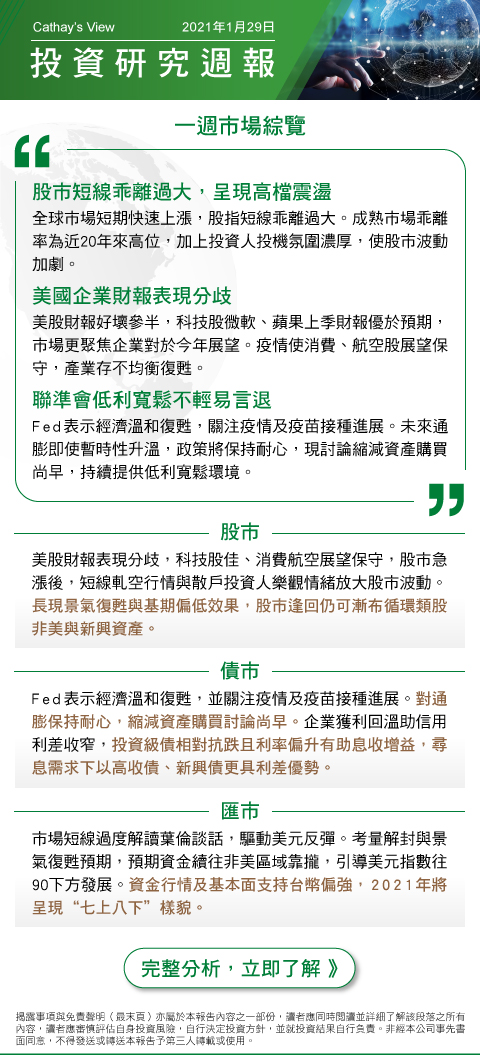 Cathay's View
2021年1月29日
投資研究週報
一週市場綜覽
股市短線乖離過大，呈現高檔震盪
全球市場短期快速上漲，股指短線乖離過大。成熟市場乖離
率為近20年來高位，加上投資人投機氛圍濃厚，使股市波動
加劇。
美國企業財報表現分歧
美股財報好壞參半，科技股微軟、蘋果上季財報優於預期，
市場更聚焦企業對於今年展望。疫情使消費、航空股展望保
守，產業存不均衡復甦。
聯準會低利寬鬆不輕易言退
Fed表示經濟溫和復甦，關注疫情及疫苗接種進展。未來通
膨即使暫時性升溫，政策將保持耐心，現討論縮減資產購買
尚早，持續提供低利寬鬆環境。
股市
美股財報表現分歧，科技股佳、消費航空展望保守，股市急
漲後，短線軋空行情與散戶投資人樂觀情緒放大股市波動。
長現景氣復甦與基期偏低效果，股市逢回仍可漸布循環類股
非美與新興資產。
債市
Fed表示經濟溫和復甦，並關注疫情及疫苗接種進展。對通
膨保持耐心，縮減資產購買討論尚早。企業獲利回溫助信用
利差收窄，投資級債相對抗跌且利率偏升有助息收增益，尋
息需求下以高收債、新興債更具利差優勢。
匯市
市場短線過度解讀葉倫談話，驅動美元反彈。考量解封與景
氣復甦預期，預期資金續往非美區域靠攏，引導美元指數往
90下方發展。資金行情及基本面支持台幣偏強，2021年將
呈現“七上八下”樣貌。
完整分析，立即了解 》
揭露事項與免責聲明（最末頁）亦屬於本報告內容之一部份，讀者應同時閱讀並詳細了解該段落之所有
內容，讀者應審慎評估自身投資風險，自行決定投資方針，並就投資結果自行負責。非經本公司事先書
面同意，不得發送或轉送本報告予第三人轉載或使用。